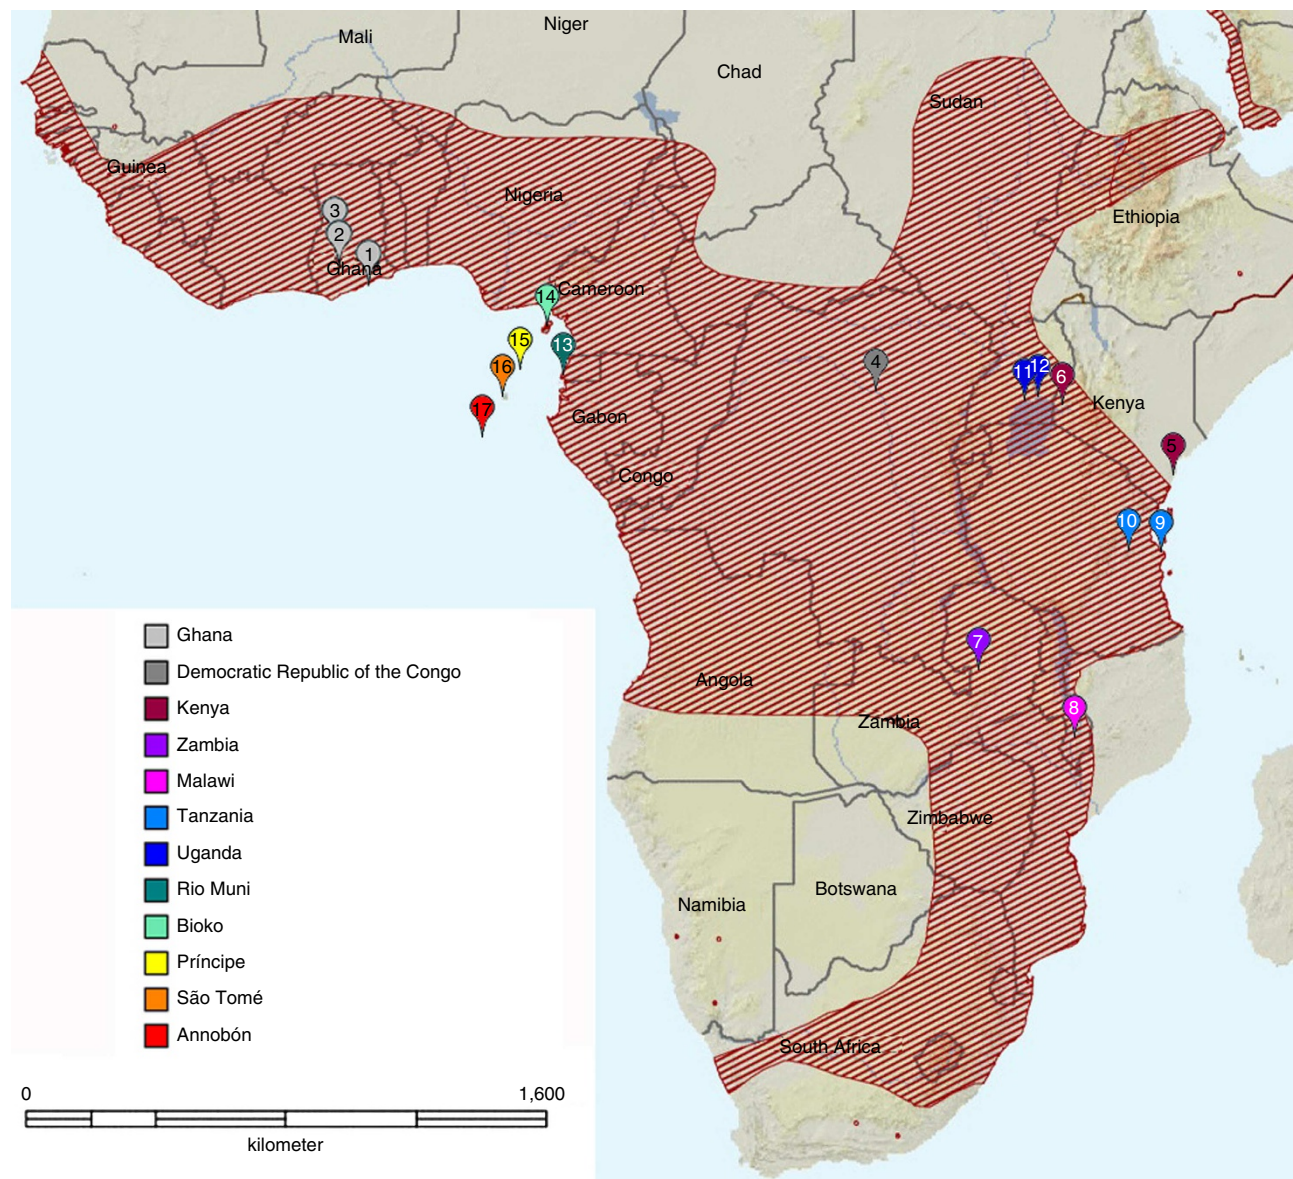 Niger
Mali
Chad
Sudan
Guinea
Nigeria
Ethiopia
3
2
1
Ghana
Cameroon
14
15
13
16
17
4
11
12
6
Kenya
Gabon
5
Congo
10
9
7
Angola
8
Zambia
Zimbabwe
Botswana
Namibia
South Africa
Ghana
Democratic Republic of the Congo
Kenya
Zambia
Malawi
Tanzania
Uganda
Rio Muni
Bioko
Príncipe
São Tomé
Annobón
0 1,600
kilometer